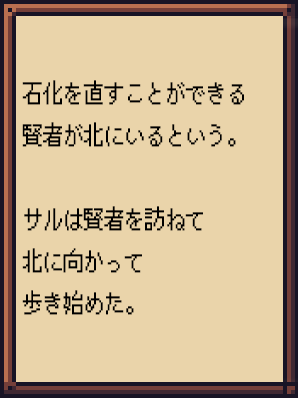 石化を直すことができる
賢者が北にいるという。
サルは賢者を訪ねて
北に向かって
歩き始めた。